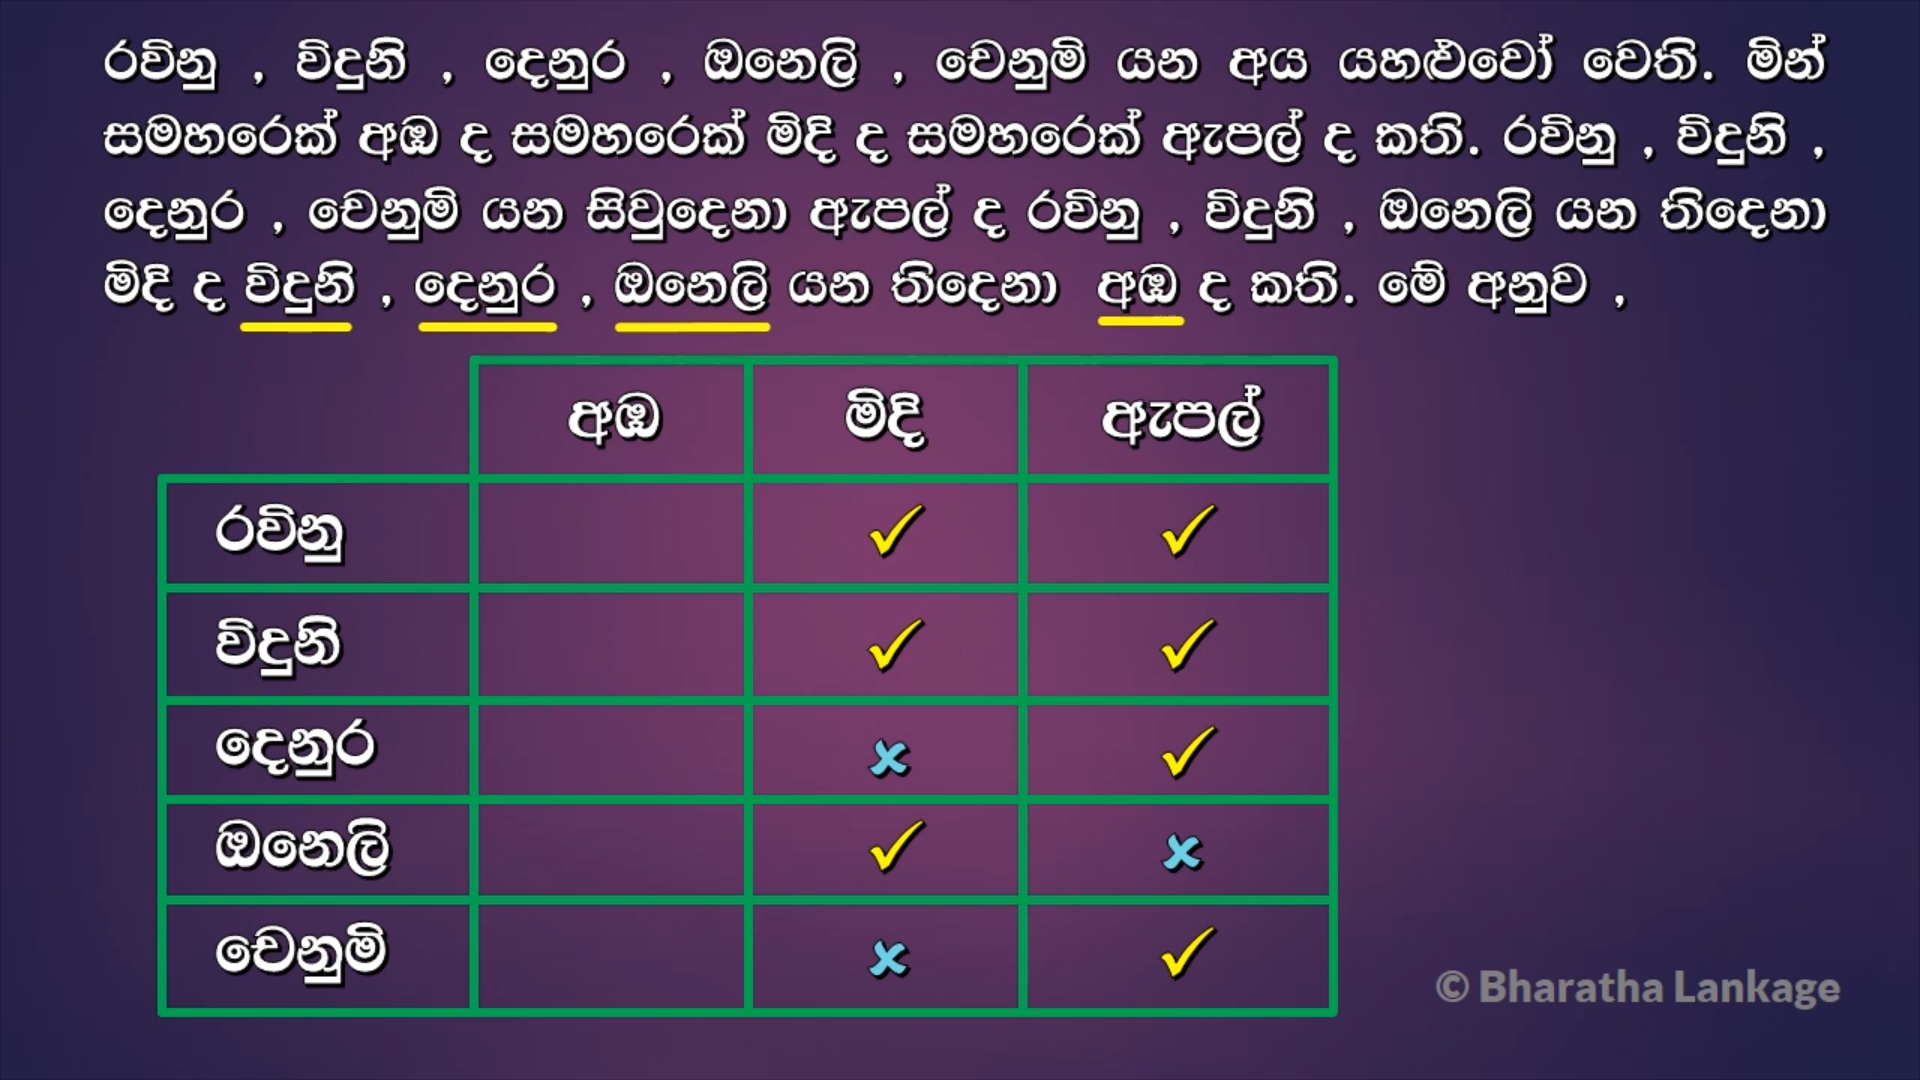 රවිනු , විදුනි , දෙනුර , ඔනෙලි , චෙනුමි යන අය යහළුවෝ වෙති. මින්
සමහරෙක් අඹ ද සමහරෙක් මිදි ද සමහරෙක් ඇපල් ද කති. රවිනු , විදුනි ,
දෙනුර , චෙනුමි යන සිවුදෙනා ඇපල් ද රවිනු , විදුනි , ඔනෙලි යන තිදෙනා
මිදි ද විදුනි , දෙනුර , ඔනෙලි යන තිදෙනා අඹ ද කති. මේ අනුව ,
අඹ මිදි ඇපල්
රවිනු ✓ ✓
විදුනි ✓ ✓
දෙනුර ✗ ✓
ඔනෙලි ✓ ✗
චෙනුමි ✗ ✓
© Bharatha Lankage